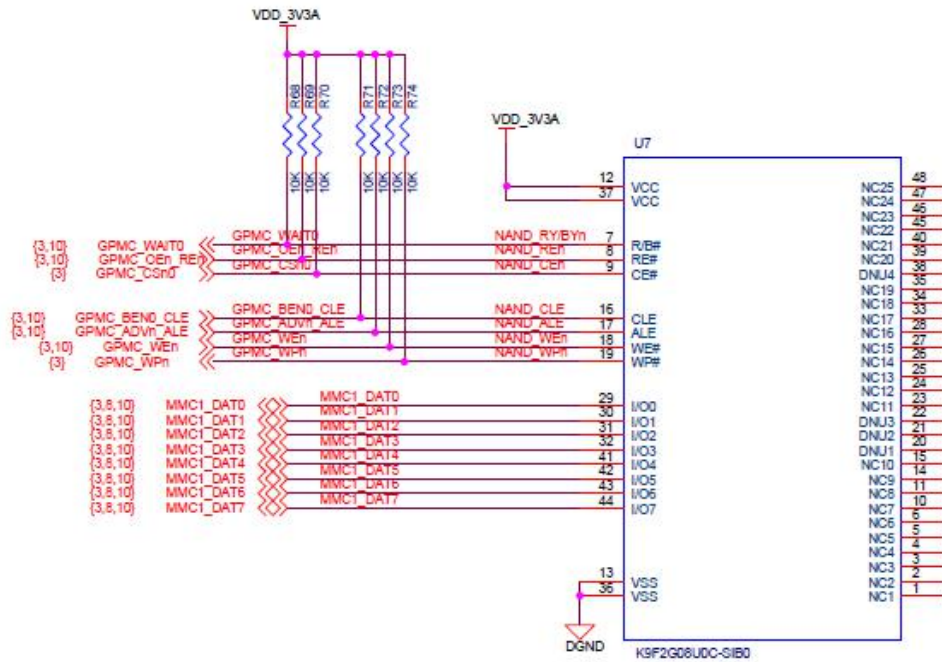 VDD_3V3A
R68
R69
R70
R71
R72
R73
R74
10K
10K
10K
10K
10K
10K
10K
VDD_3V3A
U7
12 VCC
37 VCC
{3,10} GPMC_WAIT0 GPMC_WAIT0 NAND_RY/BYn 7 R/B#
{3,10} GPMC_OEn_REn GPMC_OEn_REn NAND_REn 8 RE#
{3} GPMC_CSn0 GPMC_CSn0 NAND_CEn 9 CE#
{3,10} GPMC_BEN0_CLE GPMC_BEN0_CLE NAND_CLE 16 CLE
{3,10} GPMC_ADVn_ALE GPMC_ADVn_ALE NAND_ALE 17 ALE
{3,10} GPMC_WEn GPMC_WEn NAND_WEn 18 WE#
{3} GPMC_WPn GPMC_WPn NAND_WPn 19 WP#
{3,8,10} MMC1_DAT0 MMC1_DAT0 29 I/O0
{3,8,10} MMC1_DAT1 MMC1_DAT1 30 I/O1
{3,8,10} MMC1_DAT2 MMC1_DAT2 31 I/O2
{3,8,10} MMC1_DAT3 MMC1_DAT3 32 I/O3
{3,8,10} MMC1_DAT4 MMC1_DAT4 41 I/O4
{3,8,10} MMC1_DAT5 MMC1_DAT5 42 I/O5
{3,8,10} MMC1_DAT6 MMC1_DAT6 43 I/O6
{3,8,10} MMC1_DAT7 MMC1_DAT7 44 I/O7
13 VSS
36 VSS
DGND
NC25 48
NC24 47
NC23 46
NC22 45
NC21 40
NC20 39
DNU4 38
NC19 35
NC18 34
NC17 33
NC16 28
NC15 27
NC14 26
NC13 25
NC12 24
NC11 23
DNU3 22
DNU2 21
DNU1 20
NC10 15
NC9 14
NC8 11
NC7 10
NC6 6
NC5 5
NC4 4
NC3 3
NC2 2
NC1 1
K9F2G08U0C-SIB0